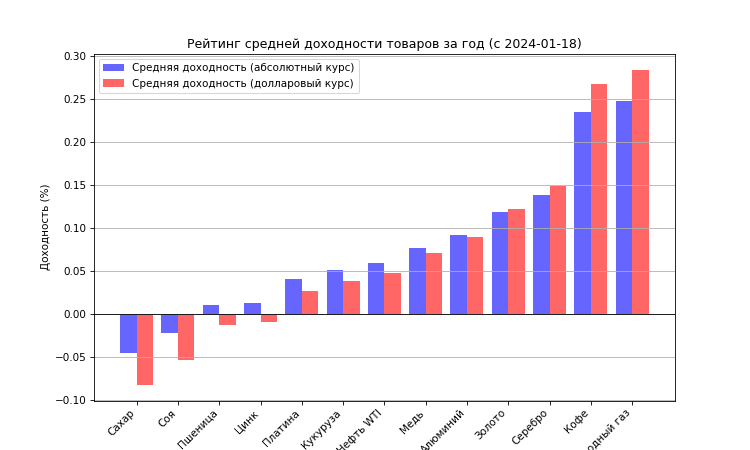 Рейтинг средней доходности товаров за год (с 2024-01-18)
Средняя доходность (абсолютный курс)
Средняя доходность (долларовый курс)
Доходность (%)
0.30
0.25
0.20
0.15
0.10
0.05
0.00
−0.05
−0.10
Сахар
Соя
Пшеница
Цинк
Платина
Кукуруза
Нефть WTI
Медь
Алюминий
Золото
Серебро
Кофе
газ